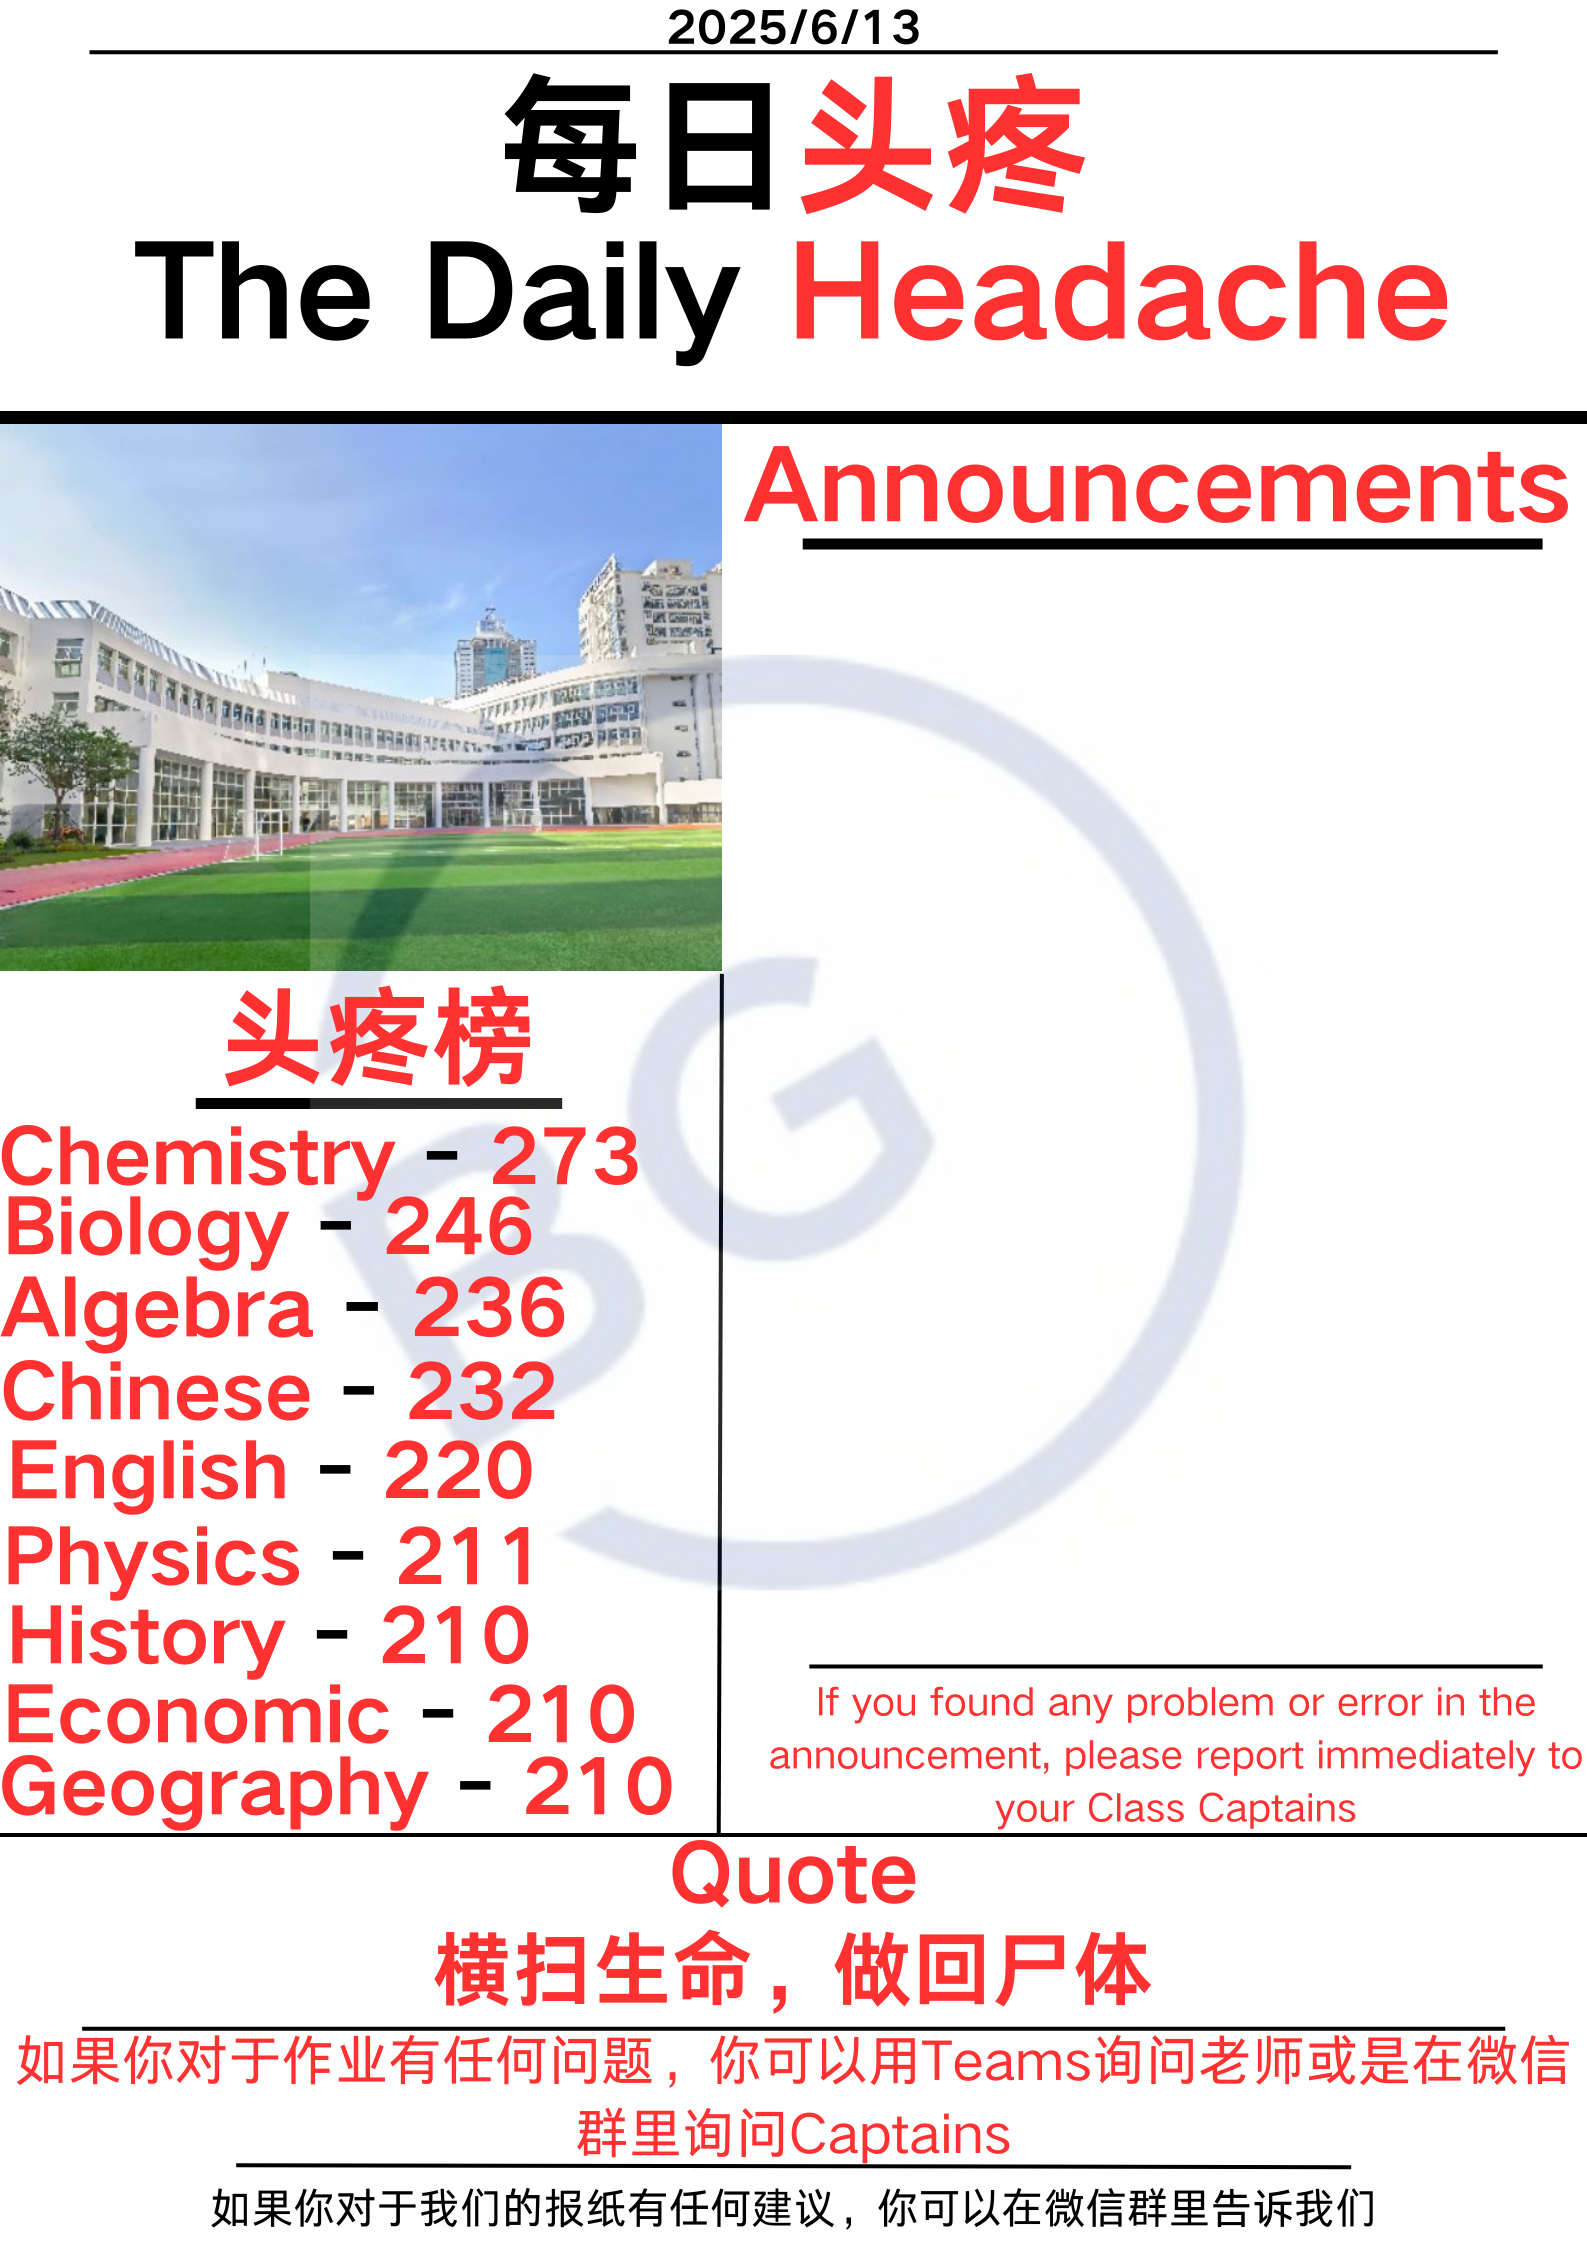 2025/6/13
每日头疼
The Daily Headache
Announcements
头疼榜
Chemistry - 273
Biology - 246
Algebra - 236
Chinese - 232
English - 220
Physics - 211
History - 210
Economic - 210
Geography - 210
BG
If you found any problem or error in the
announcement, please report immediately to
your Class Captains
Quote
横扫生命，做回尸体
如果你对于作业有任何问题，你可以用Teams询问老师或是在微信
群里询问Captains
如果你对于我们的报纸有任何建议，你可以在微信群里告诉我们